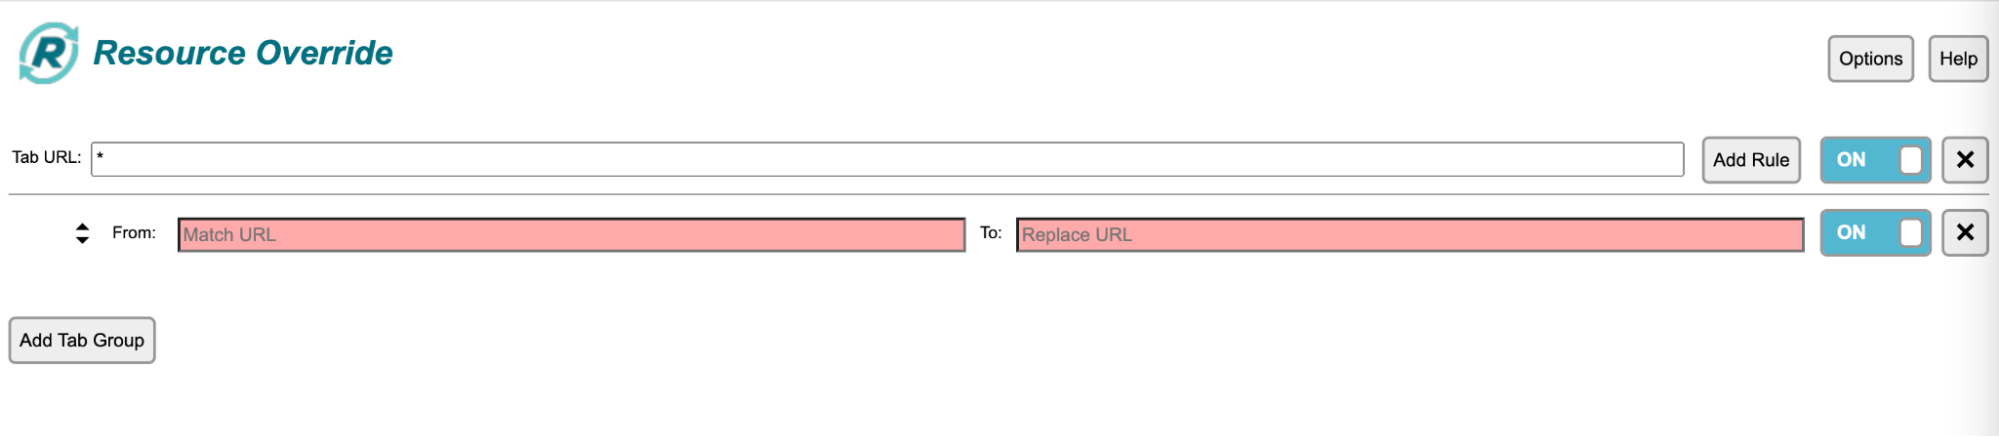 R Resource Override
Options Help
Tab URL: * Add Rule ON ×
From: Match URL To: Replace URL ON ×
Add Tab Group